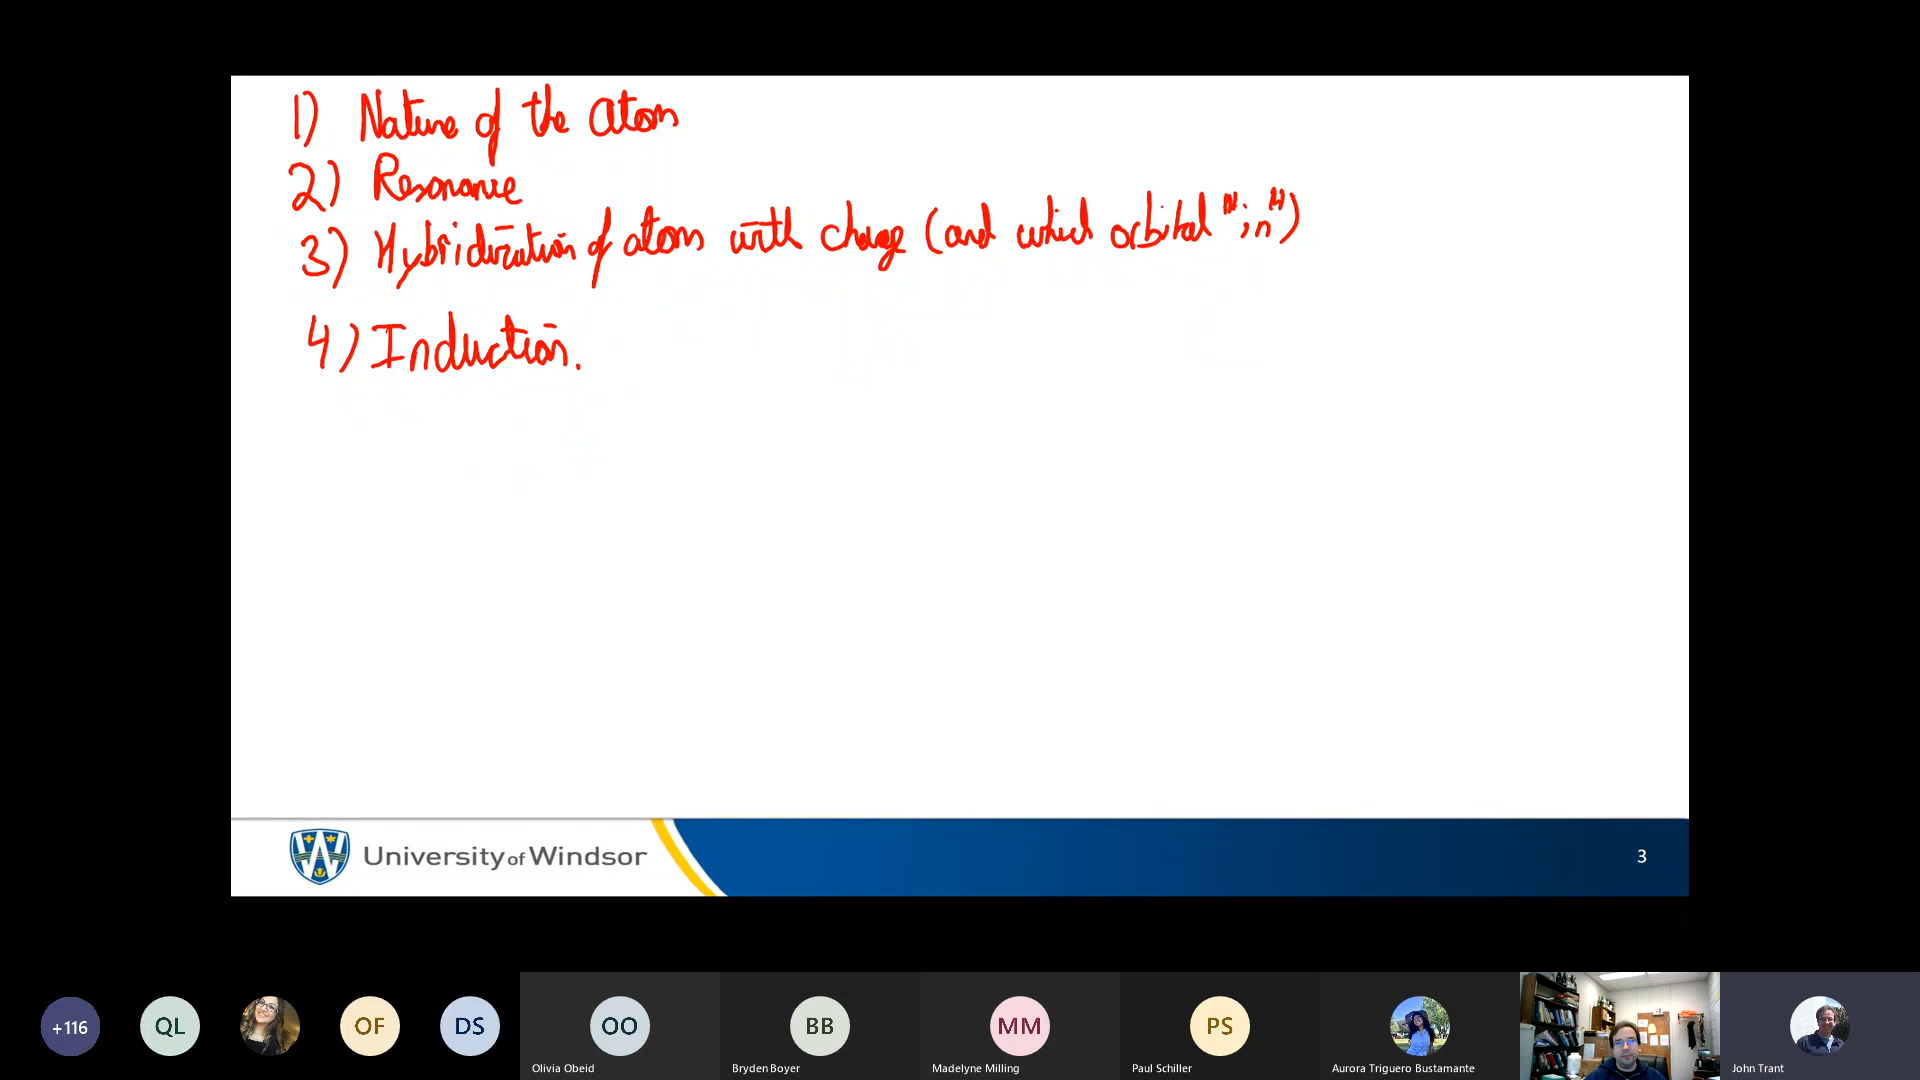 1) Nature of the atom
2) Resonance
3) Hybridization of atom with charge (and which orbital "in")
4) Induction.
University of Windsor
3
+116
QL
OF
DS
OO
BB
MM
PS
Olivia Obeid
Bryden Boyer
Madelyne Milling
Paul Schiller
Aurora Triguero Bustamante
John Trant